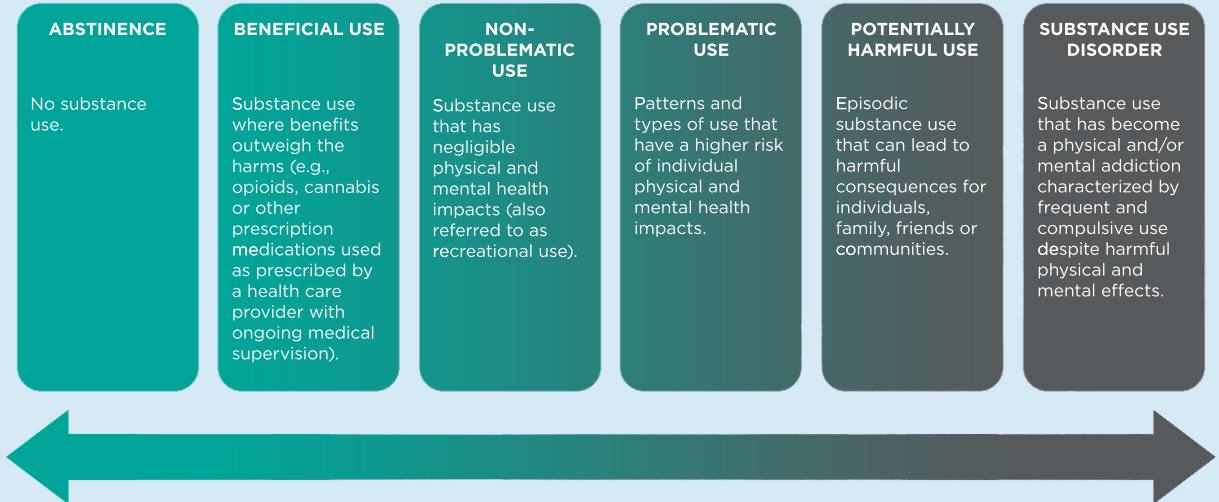 ABSTINENCE
No substance
use.
BENEFICIAL USE
Substance use
where benefits
outweigh the
harms (e.g.,
opioids, cannabis
or other
prescription
medications used
as prescribed by
a health care
provider with
ongoing medical
supervision).
NON-
PROBLEMATIC
USE
Substance use
that has
negligible
physical and
mental health
impacts (also
referred to as
recreational use).
PROBLEMATIC
USE
Patterns and
types of use that
have a higher risk
of individual
physical and
mental health
impacts.
POTENTIALLY
HARMFUL USE
Episodic
substance use
that can lead to
harmful
consequences for
individuals,
family, friends or
communities.
SUBSTANCE USE
DISORDER
Substance use
that has become
a physical and/or
mental addiction
characterized by
frequent and
compulsive use
despite harmful
physical and
mental effects.